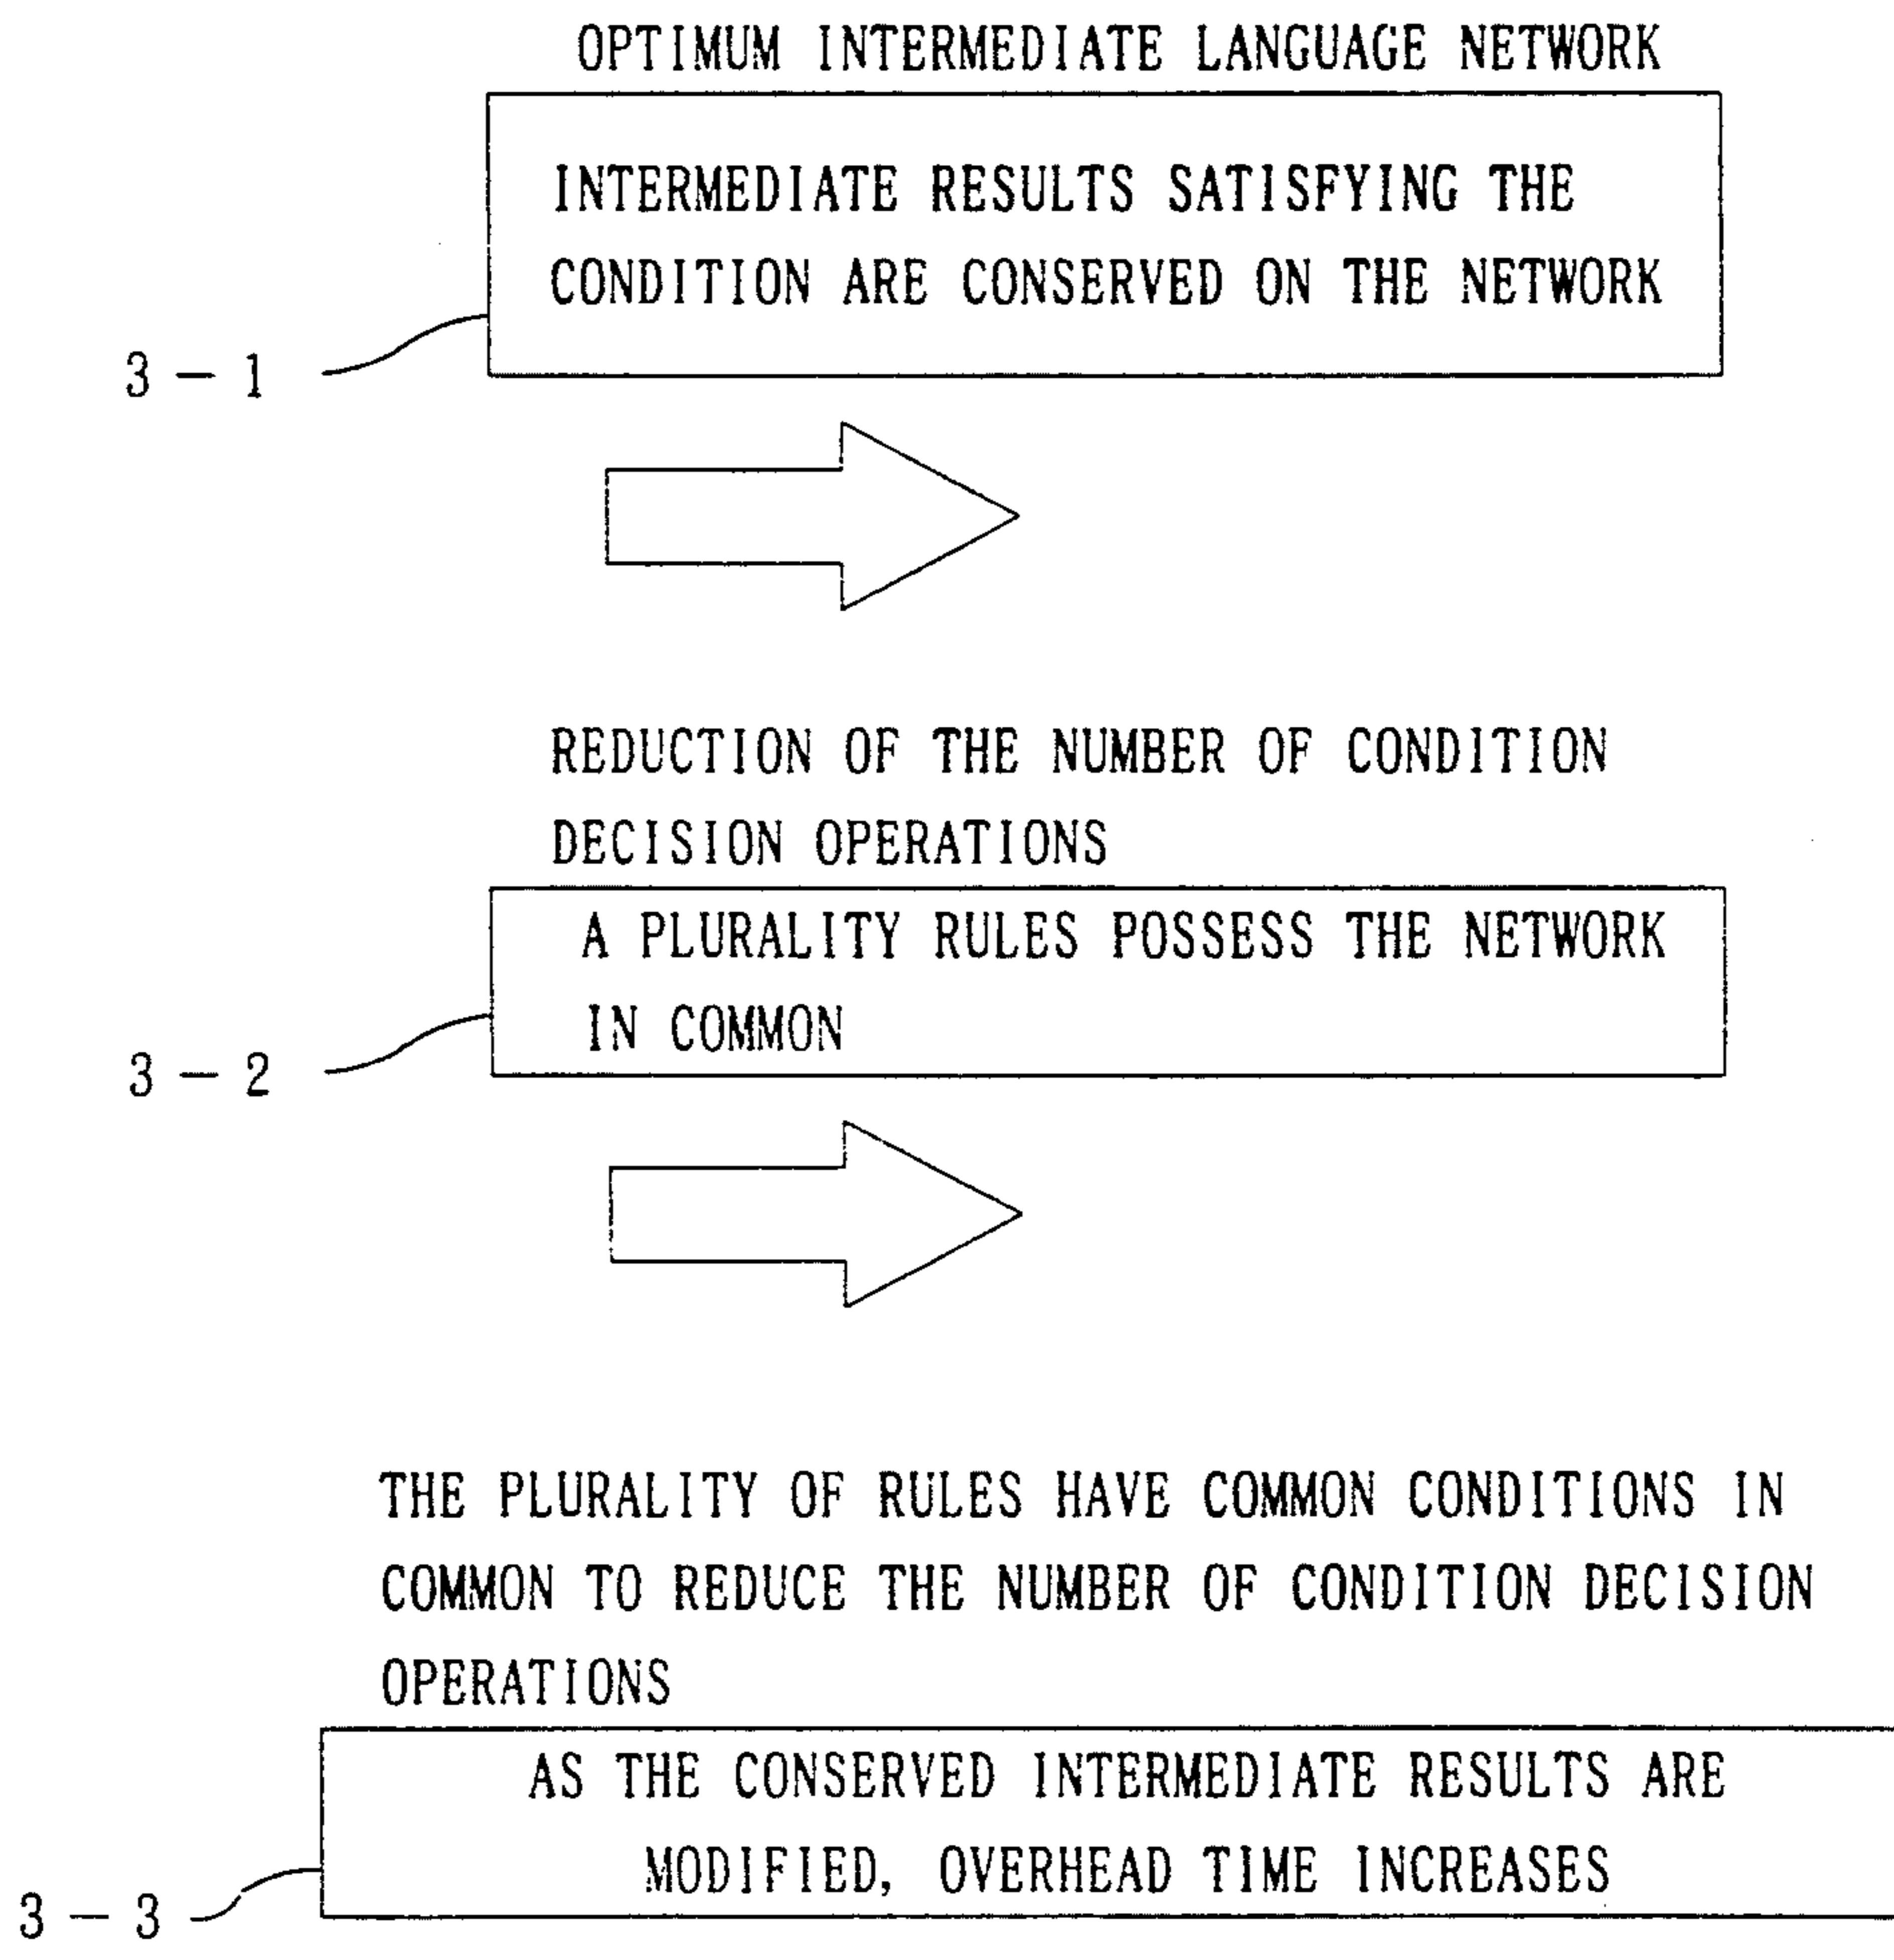 OPTIMUM INTERMEDIATE LANGUAGE NETWORK
INTERMEDIATE RESULTS SATISFYING THE
CONDITION ARE CONSERVED ON THE NETWORK
3-1
REDUCTION OF THE NUMBER OF CONDITION
DECISION OPERATIONS
A PLURALITY RULES POSSESS THE NETWORK
IN COMMON
3-2
THE PLURALITY OF RULES HAVE COMMON CONDITIONS IN
COMMON TO REDUCE THE NUMBER OF CONDITION DECISION
OPERATIONS
AS THE CONSERVED INTERMEDIATE RESULTS ARE
MODIFIED, OVERHEAD TIME INCREASES
3-3